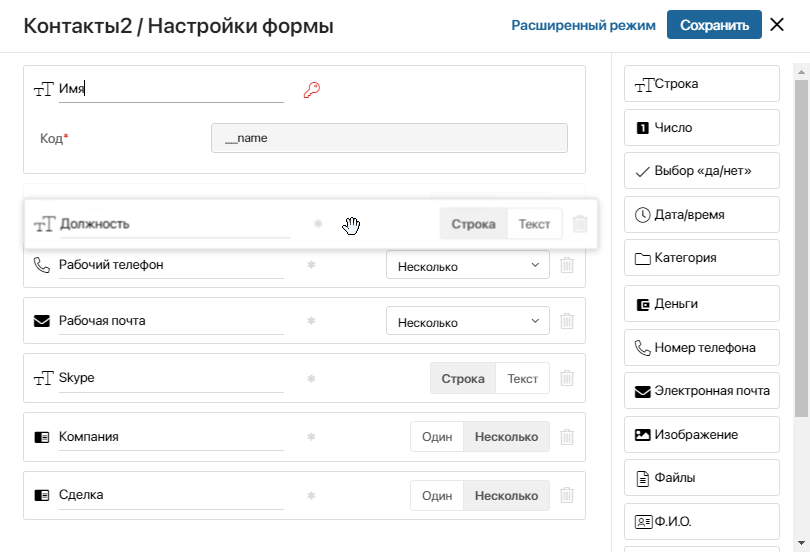 Контакты2 / Настройки формы
Расширенный режим
Сохранить
Имя
Код*
__name
Должность * Строка Текст
Рабочий телефон * Несколько
Рабочая почта * Несколько
Skype * Строка Текст
Компания * Один Несколько
Сделка * Один Несколько
Строка
Число
Выбор «да/нет»
Дата/время
Категория
Деньги
Номер телефона
Электронная почта
Изображение
Файлы
Ф.И.О.